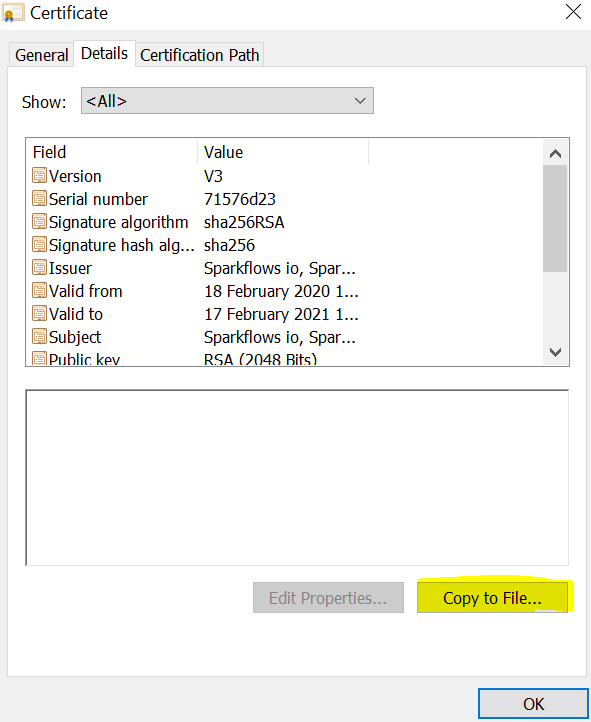 Certificate
General Details Certification Path
Show: <All>
Field Value
Version V3
Serial number 71576d23
Signature algorithm sha256RSA
Signature hash alg... sha256
Issuer Sparkflows io, Spar...
Valid from 18 February 2020 1...
Valid to 17 February 2021 1...
Subject Sparkflows io, Spar...
Public key RSA (2048 Bits)
Edit Properties... Copy to File...
OK